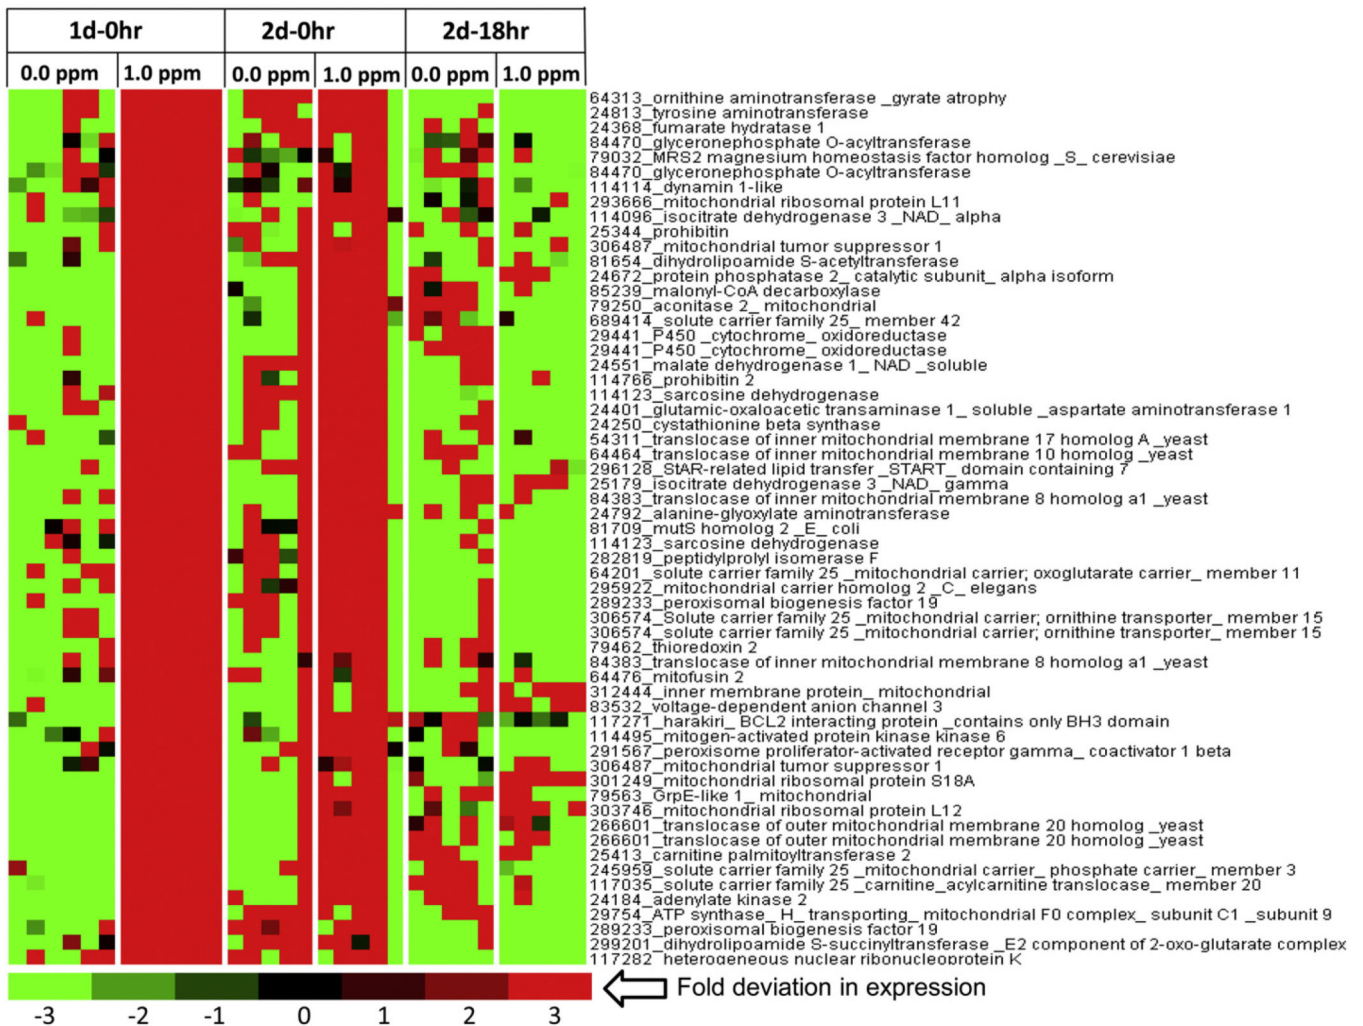 1d-0hr 2d-0hr 2d-18hr
0.0 ppm 1.0 ppm 0.0 ppm 1.0 ppm 0.0 ppm 1.0 ppm
64313_ornithine aminotransferase _gyrate atrophy
24813_tyrosine aminotransferase
24368_fumarate hydratase 1
84470_glyceronephosphate O-acyltransferase
79032_MRS2 magnesium homeostasis factor homolog _S_ cerevisiae
84470_glyceronephosphate O-acyltransferase
114114_dynamin 1-like
293666_mitochondrial ribosomal protein L11
114096_isocitrate dehydrogenase 3 _NAD_ alpha
25344_prohibitin
306487_mitochondrial tumor suppressor 1
81654_dihydrolipoamide S-acetyltransferase
24672_protein phosphatase 2_ catalytic subunit_ alpha isoform
85239_malonyl-CoA decarboxylase
79250_aconitase 2_ mitochondrial
689414_solute carrier family 25_ member 42
29441_P450 _cytochrome_ oxidoreductase
29441_P450 _cytochrome_ oxidoreductase
24551_malate dehydrogenase 1_ NAD _soluble
114766_prohibitin 2
114123_sarcosine dehydrogenase
24401_glutamic-oxaloacetic transaminase 1_ soluble _aspartate aminotransferase 1
24250_cystathionine beta synthase
54311_translocase of inner mitochondrial membrane 17 homolog A _yeast
64464_translocase of inner mitochondrial membrane 10 homolog _yeast
296128_StAR-related lipid transfer _START_ domain containing 7
25179_isocitrate dehydrogenase 3 _NAD_ gamma
84383_translocase of inner mitochondrial membrane 8 homolog a1 _yeast
24792_alanine-glyoxylate aminotransferase
81709_mutS homolog 2 _E_ coli
114123_sarcosine dehydrogenase
282819_peptidylprolyl isomerase F
64201_solute carrier family 25 _mitochondrial carrier; oxoglutarate carrier_ member 11
295922_mitochondrial carrier homolog 2 _C_ elegans
289233_peroxisomal biogenesis factor 19
306574_Solute carrier family 25 _mitochondrial carrier; ornithine transporter_ member 15
306574_solute carrier family 25 _mitochondrial carrier; ornithine transporter_ member 15
79462_thioredoxin 2
84383_translocase of inner mitochondrial membrane 8 homolog a1 _yeast
64476_mitofusin 2
312444_inner membrane protein_ mitochondrial
83532_voltage-dependent anion channel 3
117271_harakiri_ BCL2 interacting protein _contains only BH3 domain
114495_mitogen-activated protein kinase kinase 6
291567_peroxisome proliferator-activated receptor gamma_ coactivator 1 beta
306487_mitochondrial tumor suppressor 1
301249_mitochondrial ribosomal protein S18A
79563_GrpE-like 1_ mitochondrial
303746_mitochondrial ribosomal protein L12
266601_translocase of outer mitochondrial membrane 20 homolog _yeast
266601_translocase of outer mitochondrial membrane 20 homolog _yeast
25413_carnitine palmitoyltransferase 2
245959_solute carrier family 25 _mitochondrial carrier_ phosphate carrier_ member 3
117035_solute carrier family 25 _carnitine_acylcarnitine translocase_ member 20
24184_adenylate kinase 2
29754_ATP synthase_ H_ transporting_ mitochondrial F0 complex_ subunit C1 _subunit 9
289233_peroxisomal biogenesis factor 19
299201_dihydrolipoamide S-succinyltransferase _E2 component of 2-oxo-glutarate complex
117282_heterogeneous nuclear ribonucleoprotein K
Fold deviation in expression
-3 -2 -1 0 1 2 3